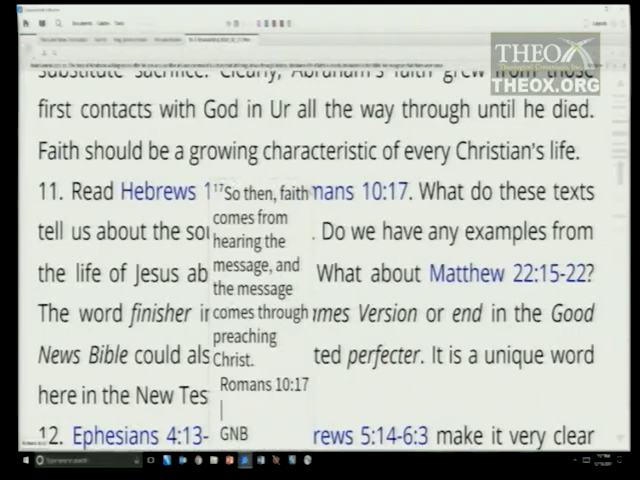 THEOX
THEOX.ORG
substitute sacrifice. Clearly, Abraham's faith grew from those
first contacts with God in Ur all the way through until he died.
Faith should be a growing characteristic of every Christian's life.
11. Read Hebrews 1 mans 10:17. What do these texts
tell us about the sou . Do we have any examples from
the life of Jesus ab What about Matthew 22:15-22?
The word finisher in mes Version or end in the Good
News Bible could als ted perfecter. It is a unique word
here in the New Tes
12. Ephesians 4:13- rews 5:14-6:3 make it very clear
17So then, faith
comes from
hearing the
message, and
the message
comes through
preaching
Christ.
Romans 10:17
GNB